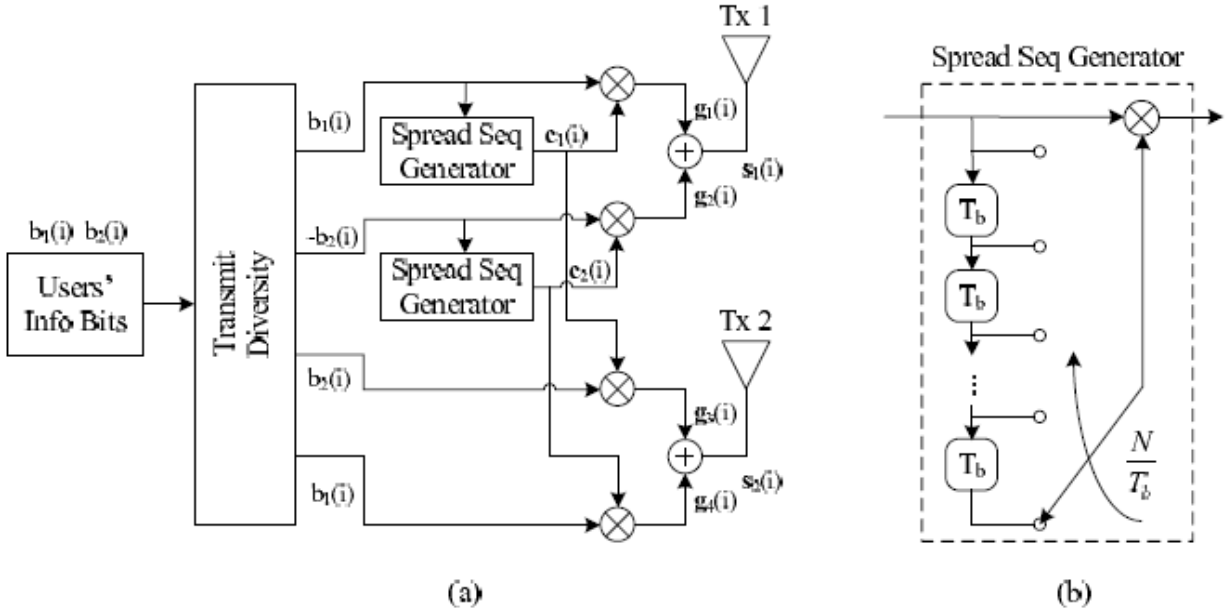 Tx 1
Spread Seq Generator
b₁(i)
g₁(i)
Spread Seq
Generator
c₁(i)
s₁(i)
g₂(i)
b₁(i) b₂(i)
-b₂(i)
Users'
Info Bits
Transmit
Diversity
Spread Seq
Generator
c₂(i)
Tx 2
b₂(i)
g₃(i)
s₂(i)
b₁(i)
g₄(i)
T_b
T_b
...
T_b
N
T_b
(a)
(b)